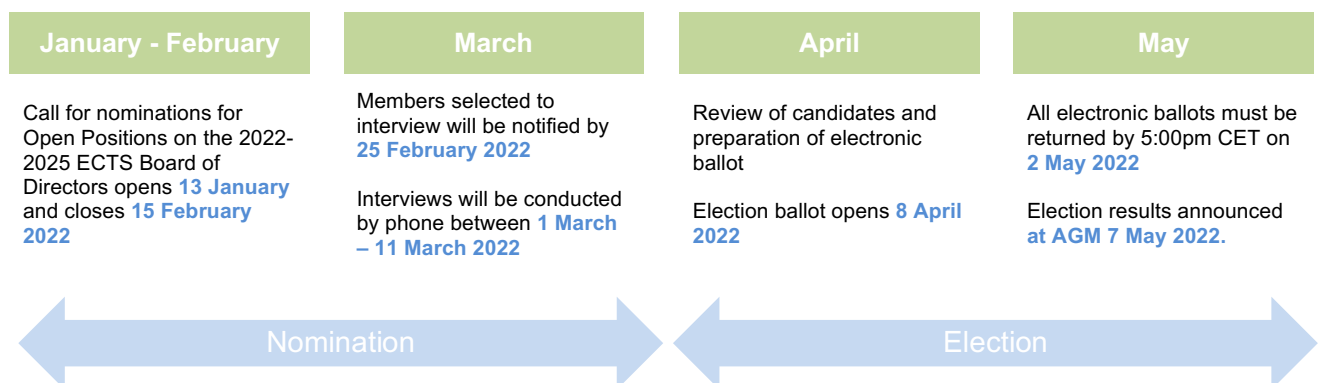 January - February
Call for nominations for
Open Positions on the 2022-
2025 ECTS Board of
Directors opens 13 January
and closes 15 February
2022
March
Members selected to
interview will be notified by
25 February 2022
Interviews will be conducted
by phone between 1 March
– 11 March 2022
April
Review of candidates and
preparation of electronic
ballot
Election ballot opens 8 April
2022
May
All electronic ballots must be
returned by 5:00pm CET on
2 May 2022
Election results announced
at AGM 7 May 2022.
Nomination
Election